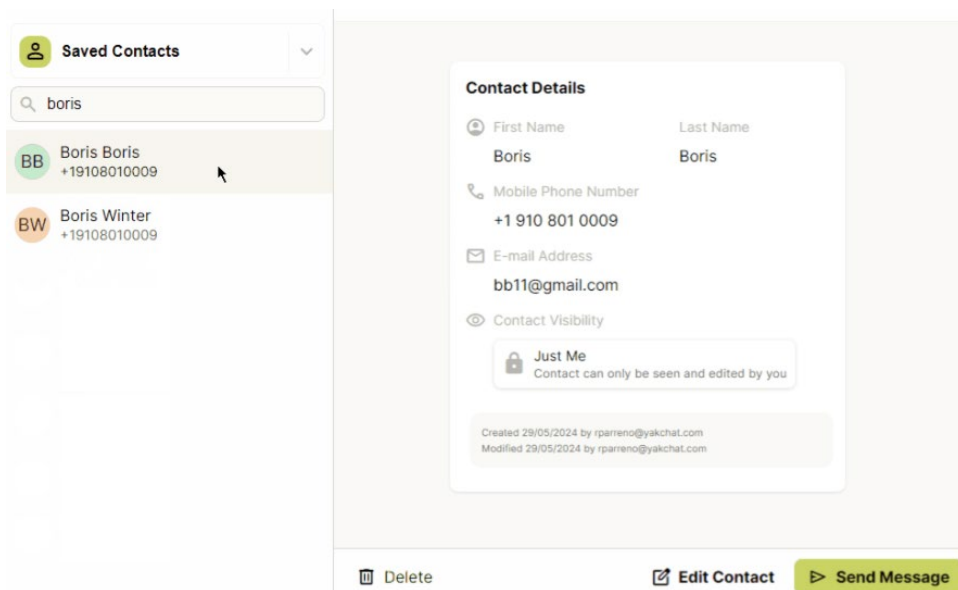 Saved Contacts
boris
BB
Boris Boris
+19108010009
BW
Boris Winter
+19108010009
Contact Details
First Name
Last Name
Boris
Boris
Mobile Phone Number
+1 910 801 0009
E-mail Address
bb11@gmail.com
Contact Visibility
Just Me
Contact can only be seen and edited by you
Created 29/05/2024 by rparreno@yakchat.com
Modified 29/05/2024 by rparreno@yakchat.com
Delete
Edit Contact
Send Message